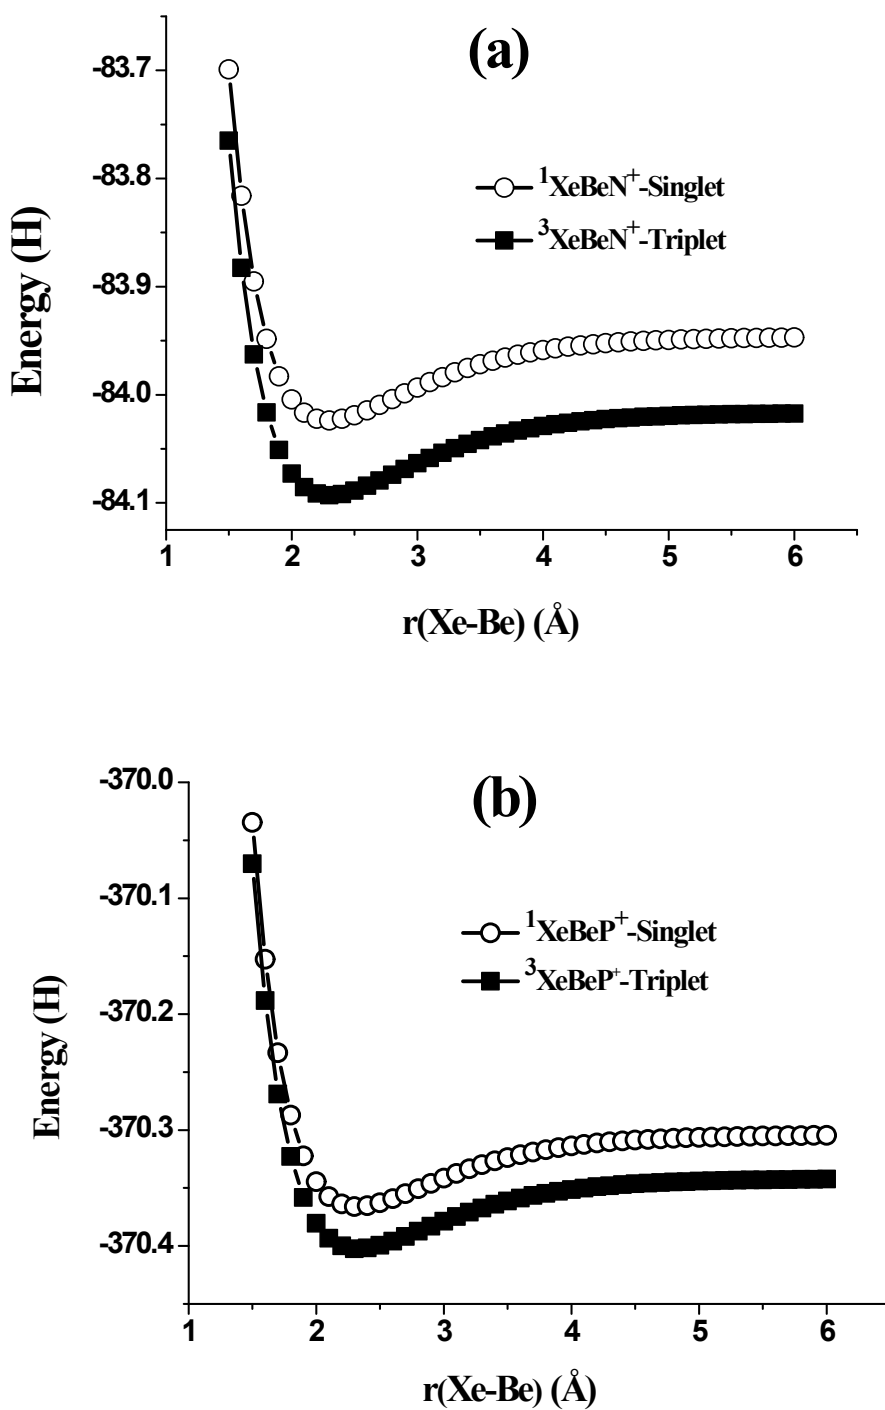 (a)
-83.7
-83.8
-83.9
-84.0
-84.1
Energy (H)
¹XeBeN⁺-Singlet
³XeBeN⁺-Triplet
1 2 3 4 5 6
r(Xe-Be) (Å)
(b)
-370.0
-370.1
-370.2
-370.3
-370.4
Energy (H)
¹XeBeP⁺-Singlet
³XeBeP⁺-Triplet
1 2 3 4 5 6
r(Xe-Be) (Å)